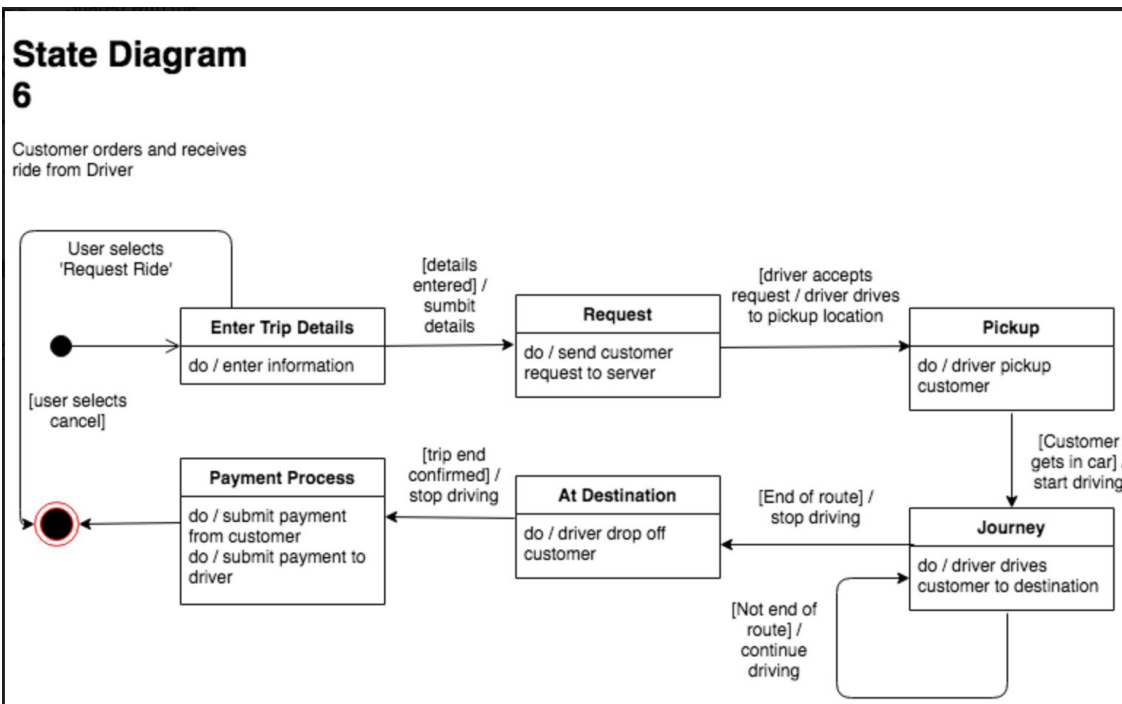 State Diagram
6
Customer orders and receives
ride from Driver
User selects
'Request Ride'
[details
entered] /
sumbit
details
[driver accepts
request / driver drives
to pickup location
Enter Trip Details
do / enter information
Request
do / send customer
request to server
Pickup
do / driver pickup
customer
[user selects
cancel]
[Customer
gets in car] /
start driving
Payment Process
do / submit payment
from customer
do / submit payment to
driver
[trip end
confirmed] /
stop driving
At Destination
do / driver drop off
customer
[End of route] /
stop driving
Journey
do / driver drives
customer to destination
[Not end of
route] /
continue
driving